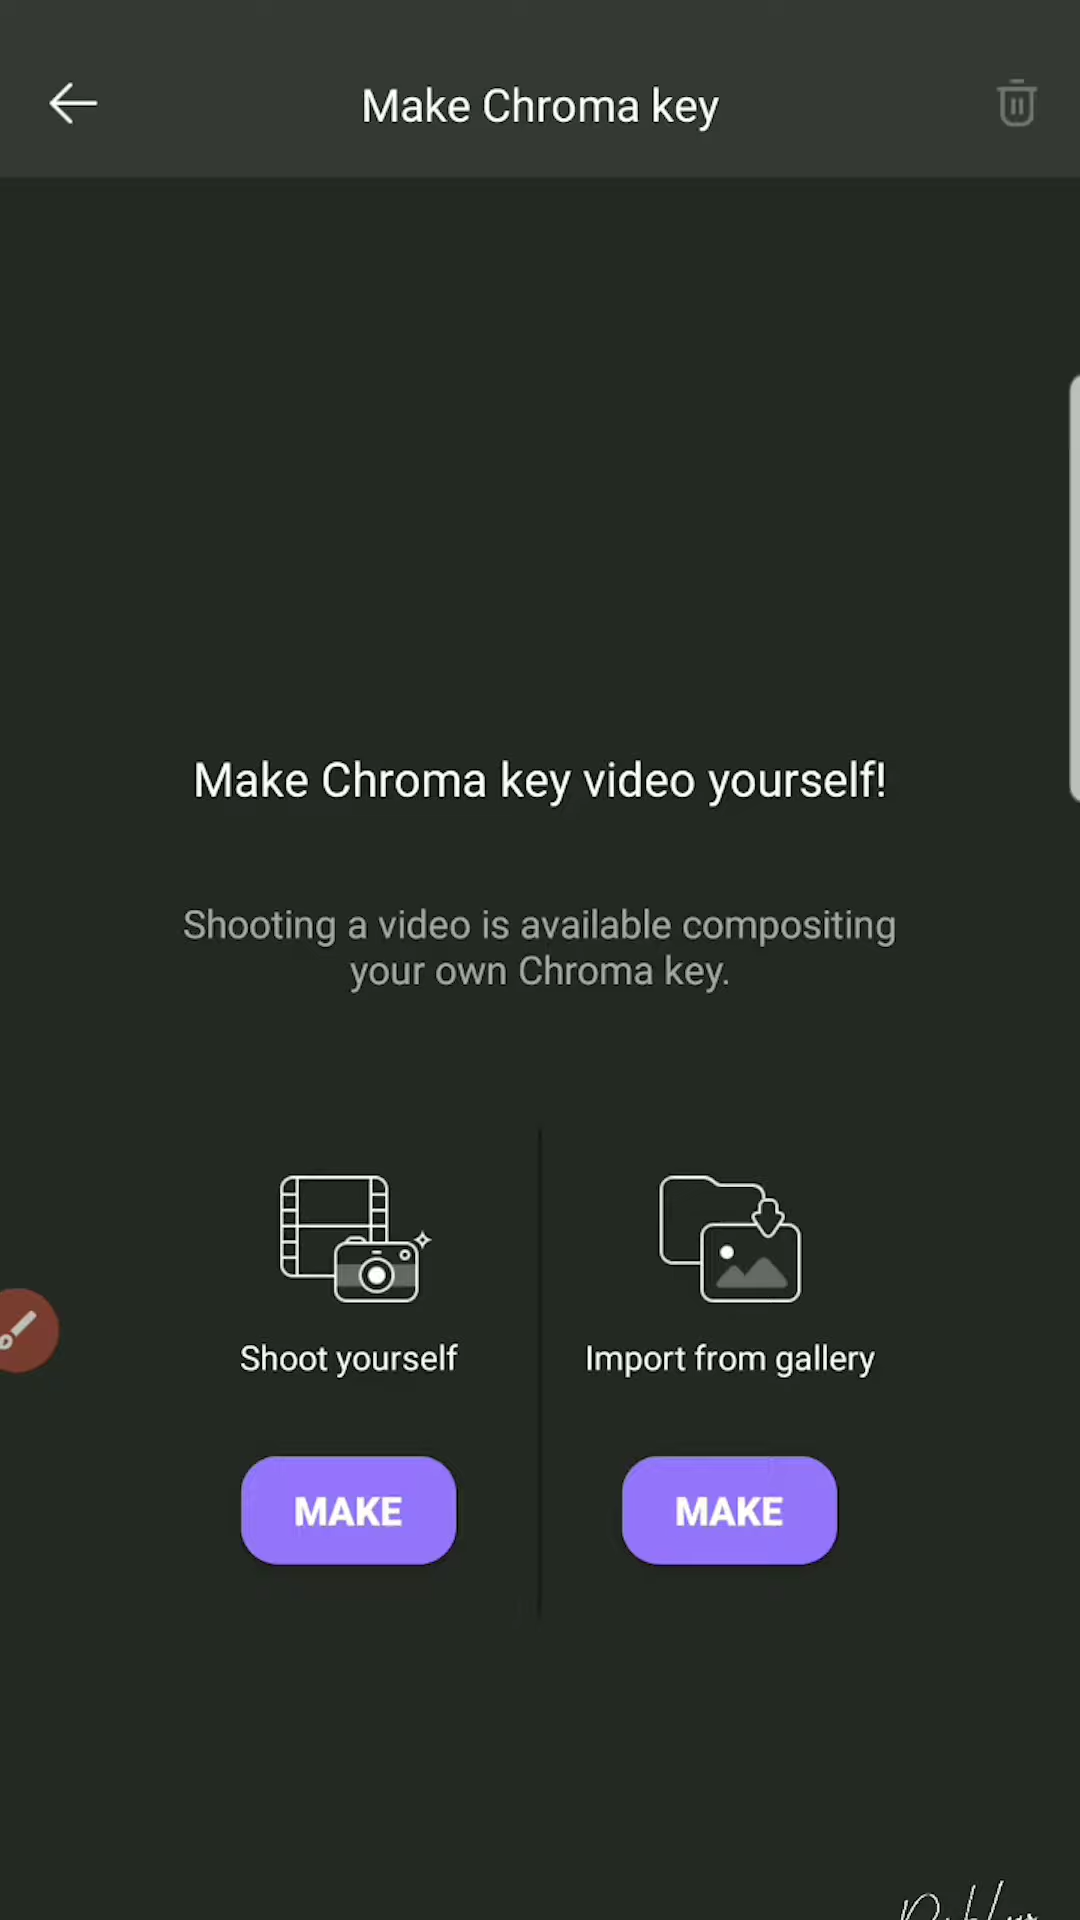 Make Chroma key
Make Chroma key video yourself!
Shooting a video is available compositing
your own Chroma key.
Shoot yourself
Import from gallery
MAKE
MAKE